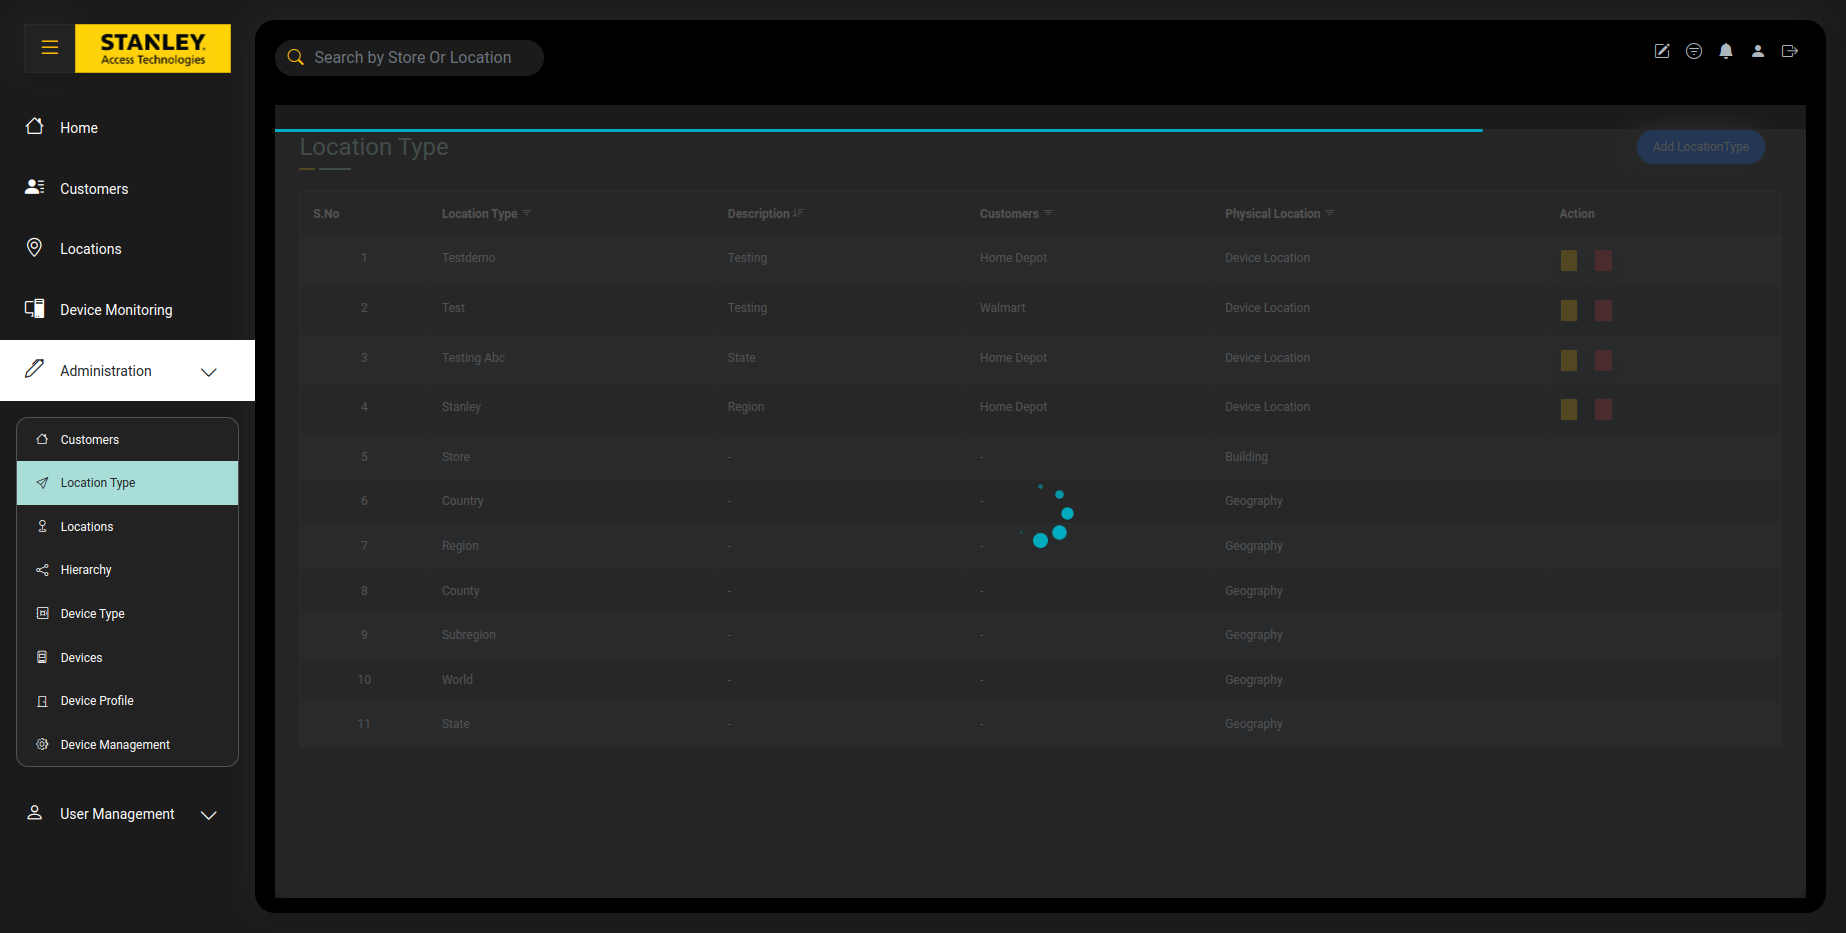 STANLEY.
Access Technologies
Search by Store Or Location
Home
Customers
Locations
Device Monitoring
Administration
Customers
Location Type
Locations
Hierarchy
Device Type
Devices
Device Profile
Device Management
User Management
Location Type
Add LocationType
S.No Location Type Description Customers Physical Location Action
1 Testdemo Testing Home Depot Device Location
2 Test Testing Walmart Device Location
3 Testing Abc State Home Depot Device Location
4 Stanley Region Home Depot Device Location
5 Store - - Building
6 Country - - Geography
7 Region - - Geography
8 County - - Geography
9 Subregion - - Geography
10 World - - Geography
11 State - - Geography